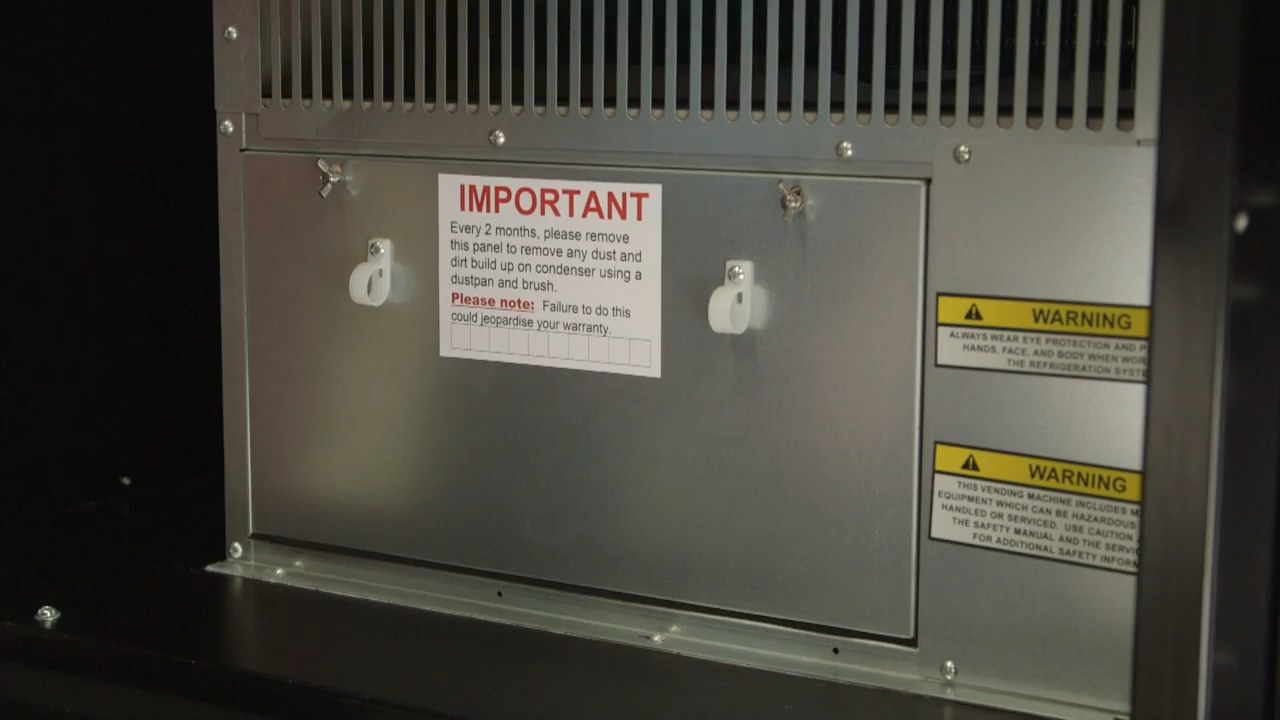 IMPORTANT
Every 2 months, please remove
this panel to remove any dust and
dirt build up on condenser using a
dustpan and brush.
Please note: Failure to do this
could jeopardise your warranty.
WARNING
ALWAYS WEAR EYE PROTECTION AND
HANDS, FACE, AND BODY WHEN
THE REFRIGERATION
WARNING
THIS VENDING MACHINE INCLUDES
EQUIPMENT WHICH CAN BE HAZARDOUS
HANDLED OR SERVICED. USE CAUTION
THE SAFETY MANUAL AND THE
FOR ADDITIONAL SAFETY